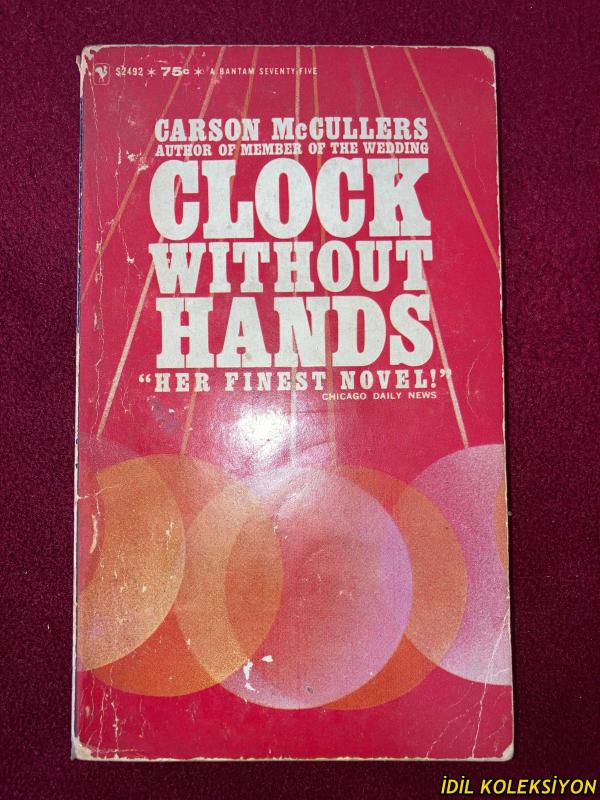 S2492 * 75c * A BANTAM SEVENTY-FIVE
CARSON McCULLERS
AUTHOR OF MEMBER OF THE WEDDING
CLOCK
WITHOUT
HANDS
“HER FINEST NOVEL!”
CHICAGO DAILY NEWS
İDİL KOLEKSİYON